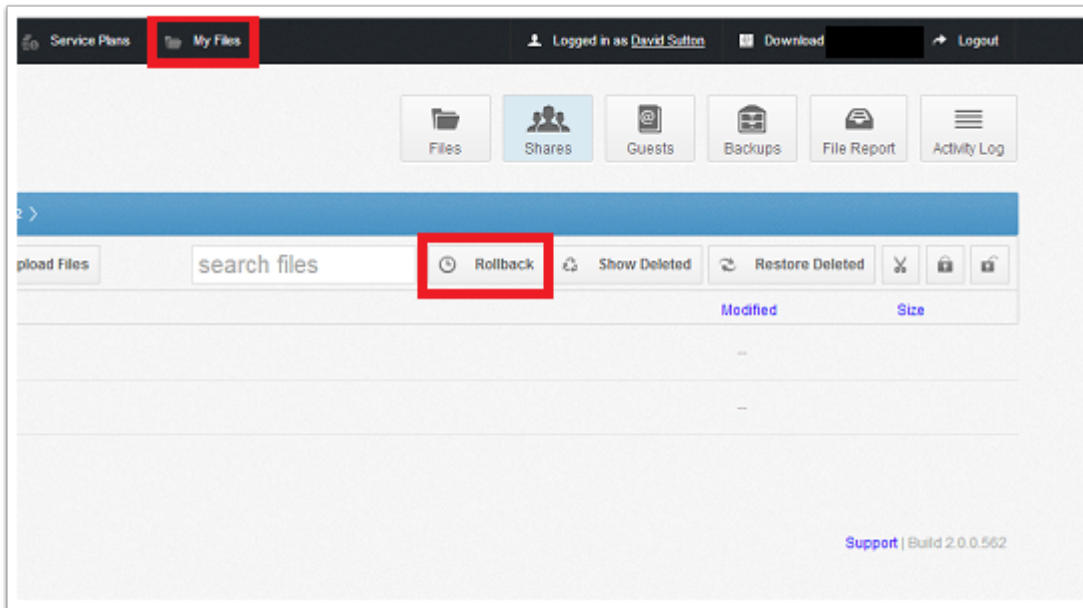 Service Plans My Files Logged in as David Sutton Download Logout
Files Shares Guests Backups File Report Activity Log
2 >
pload Files search files Rollback Show Deleted Restore Deleted
Modified Size
--
--
Support | Build 2.0.0.562